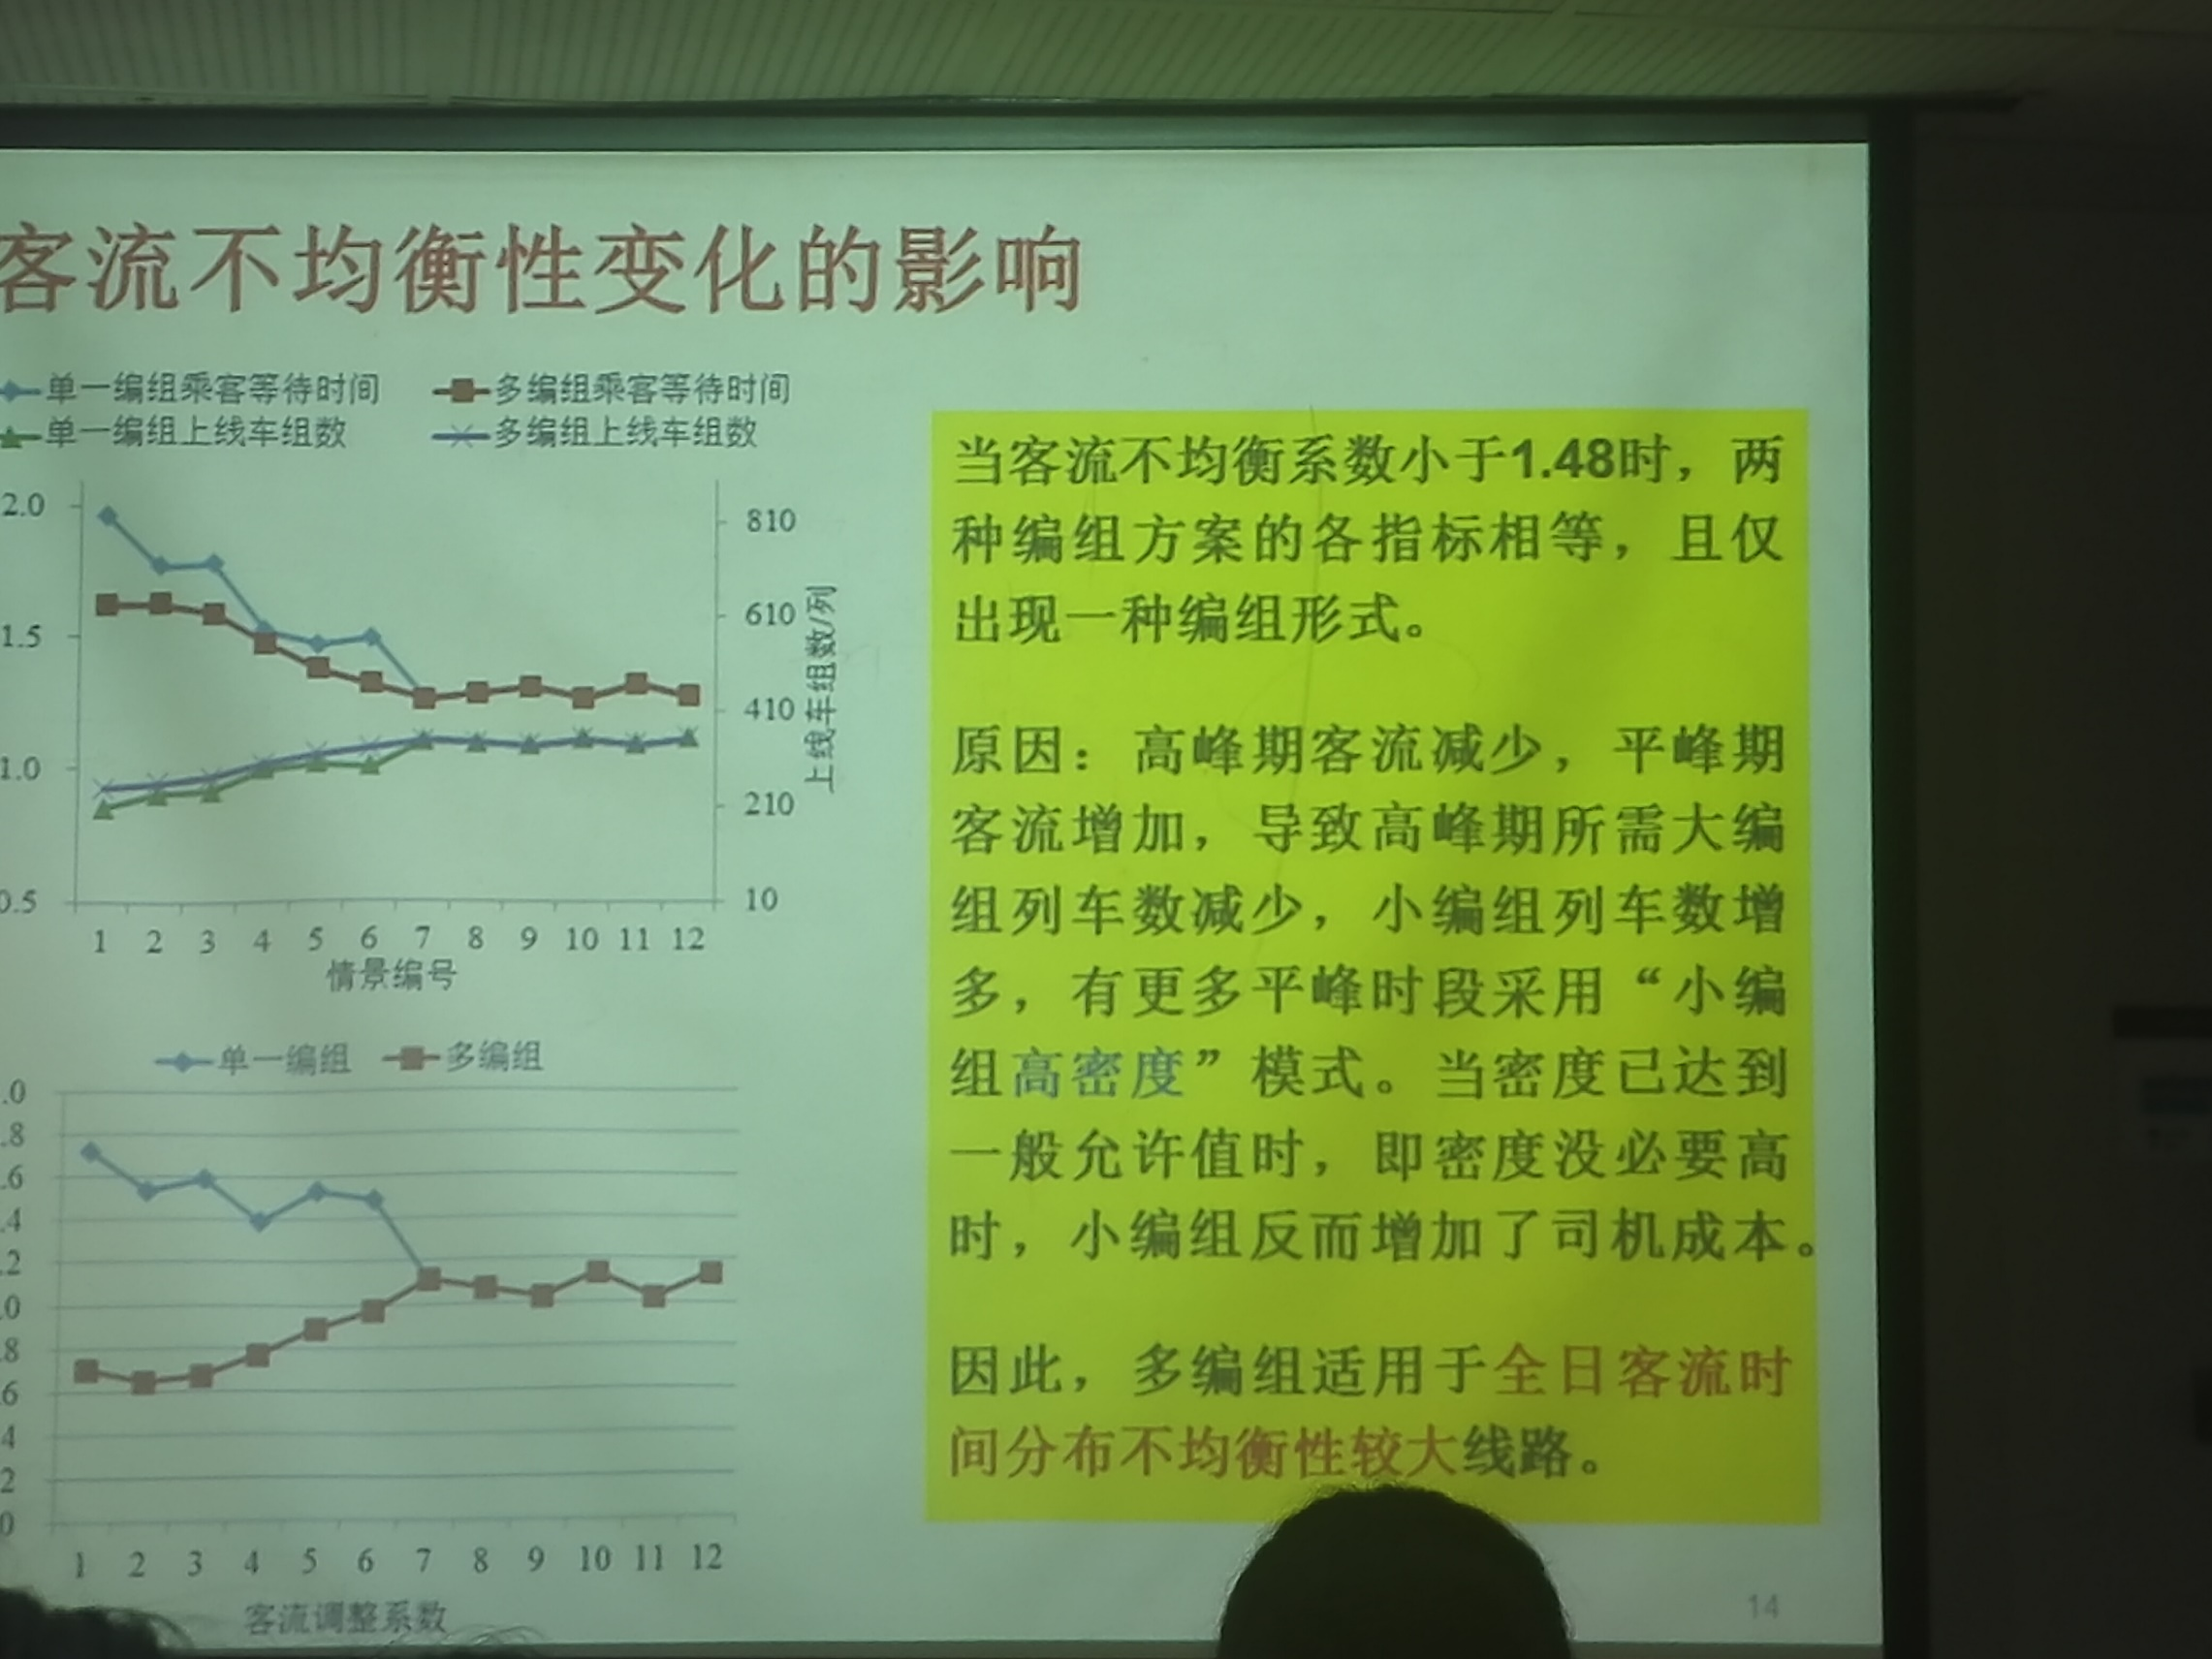 客流不均衡性变化的影响
单一编组乘客等待时间 多编组乘客等待时间
单一编组上线车组数 多编组上线车组数
2.0
1.5
1.0
0.5
810
610
410
210
10
上线车组数/列
1 2 3 4 5 6 7 8 9 10 11 12
情景编号
单一编组 多编组
.0
.8
.6
.4
.2
.0
.8
.6
.4
.2
0
1 2 3 4 5 6 7 8 9 10 11 12
客流调整系数
当客流不均衡系数小于1.48时，两
种编组方案的各指标相等，且仅
出现一种编组形式。
原因：高峰期客流减少，平峰期
客流增加，导致高峰期所需大编
组列车数减少，小编组列车数增
多，有更多平峰时段采用“小编
组高密度”模式。当密度已达到
一般允许值时，即密度没必要高
时，小编组反而增加了司机成本。
因此，多编组适用于全日客流时
间分布不均衡性较大线路。
14